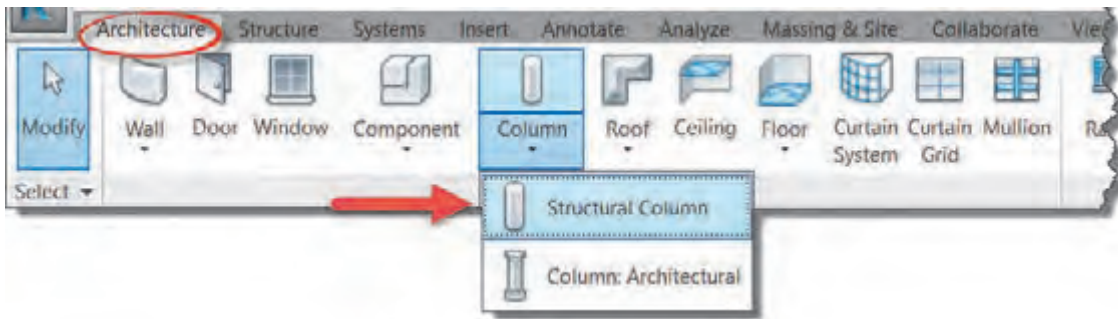 Architecture Structure Systems Insert Annotate Analyze Massing & Site Collaborate
Modify Wall Door Window Component Column Roof Ceiling Floor Curtain System Curtain Grid Mullion
Select
Structural Column
Column: Architectural